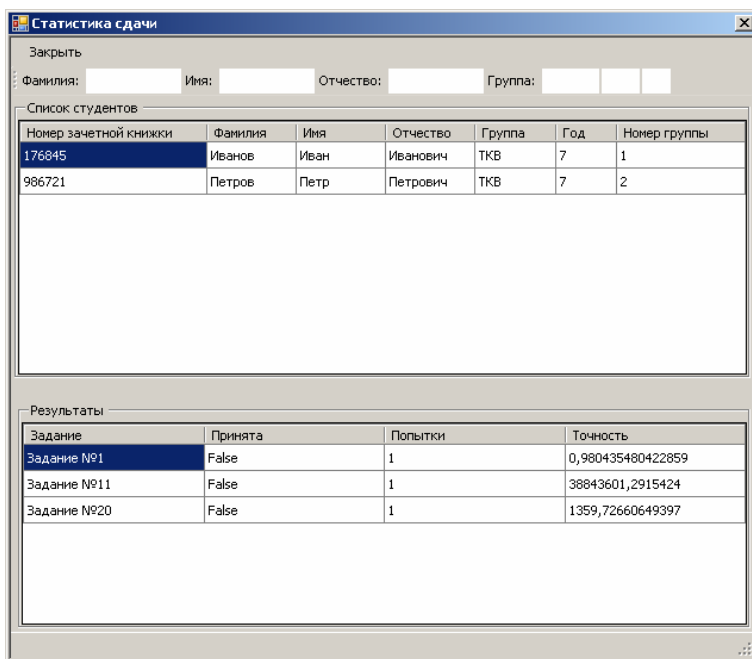 Статистика сдачи
Закрыть
Фамилия: Имя: Отчество: Группа:
Список студентов
Номер зачетной книжки Фамилия Имя Отчество Группа Год Номер группы
176845 Иванов Иван Иванович ТКВ 7 1
986721 Петров Петр Петрович ТКВ 7 2
Результаты
Задание Принята Попытки Точность
Задание №1 False 1 0,980435480422859
Задание №11 False 1 38843601,2915424
Задание №20 False 1 1359,72660649397